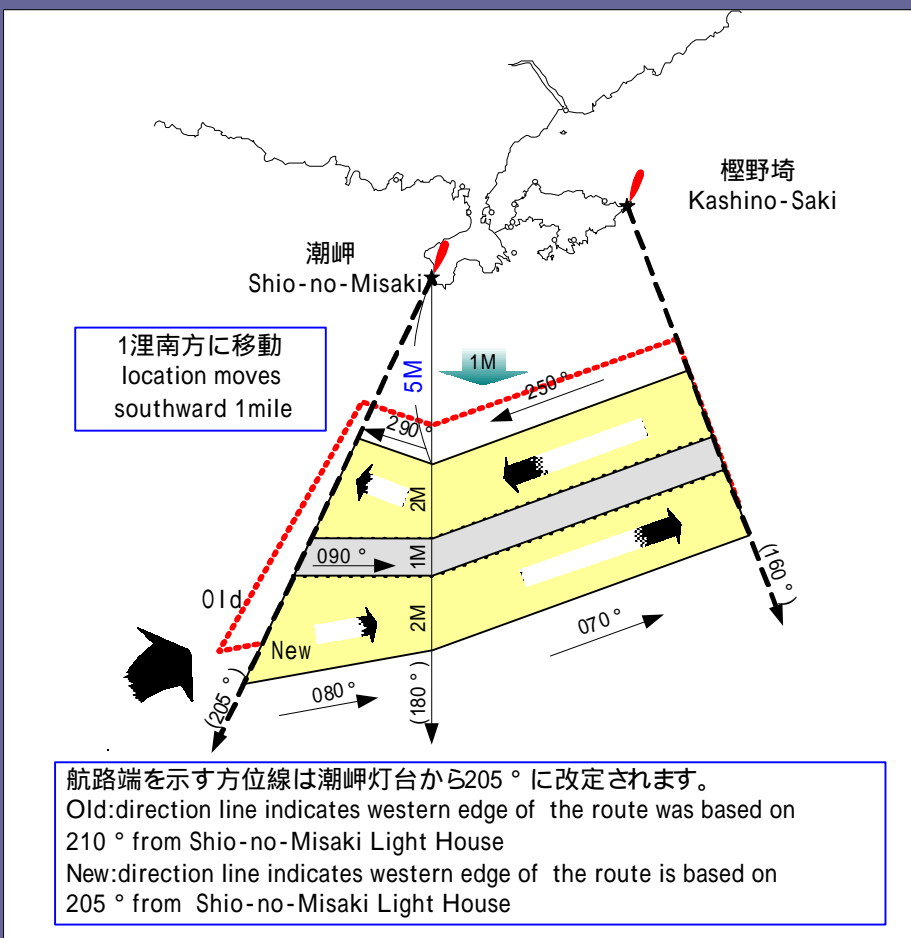 樫野埼
Kashino-Saki
潮岬
Shio-no-Misaki
1浬南方に移動
location moves
southward 1mile
1M
5M
250°
290°
2M
090°
1M
Old
2M
070°
(160°)
New
080°
(180°)
(205°)
航路端を示す方位線は潮岬灯台から205°に改定されます。
Old:direction line indicates western edge of the route was based on
210° from Shio-no-Misaki Light House
New:direction line indicates western edge of the route is based on
205° from Shio-no-Misaki Light House